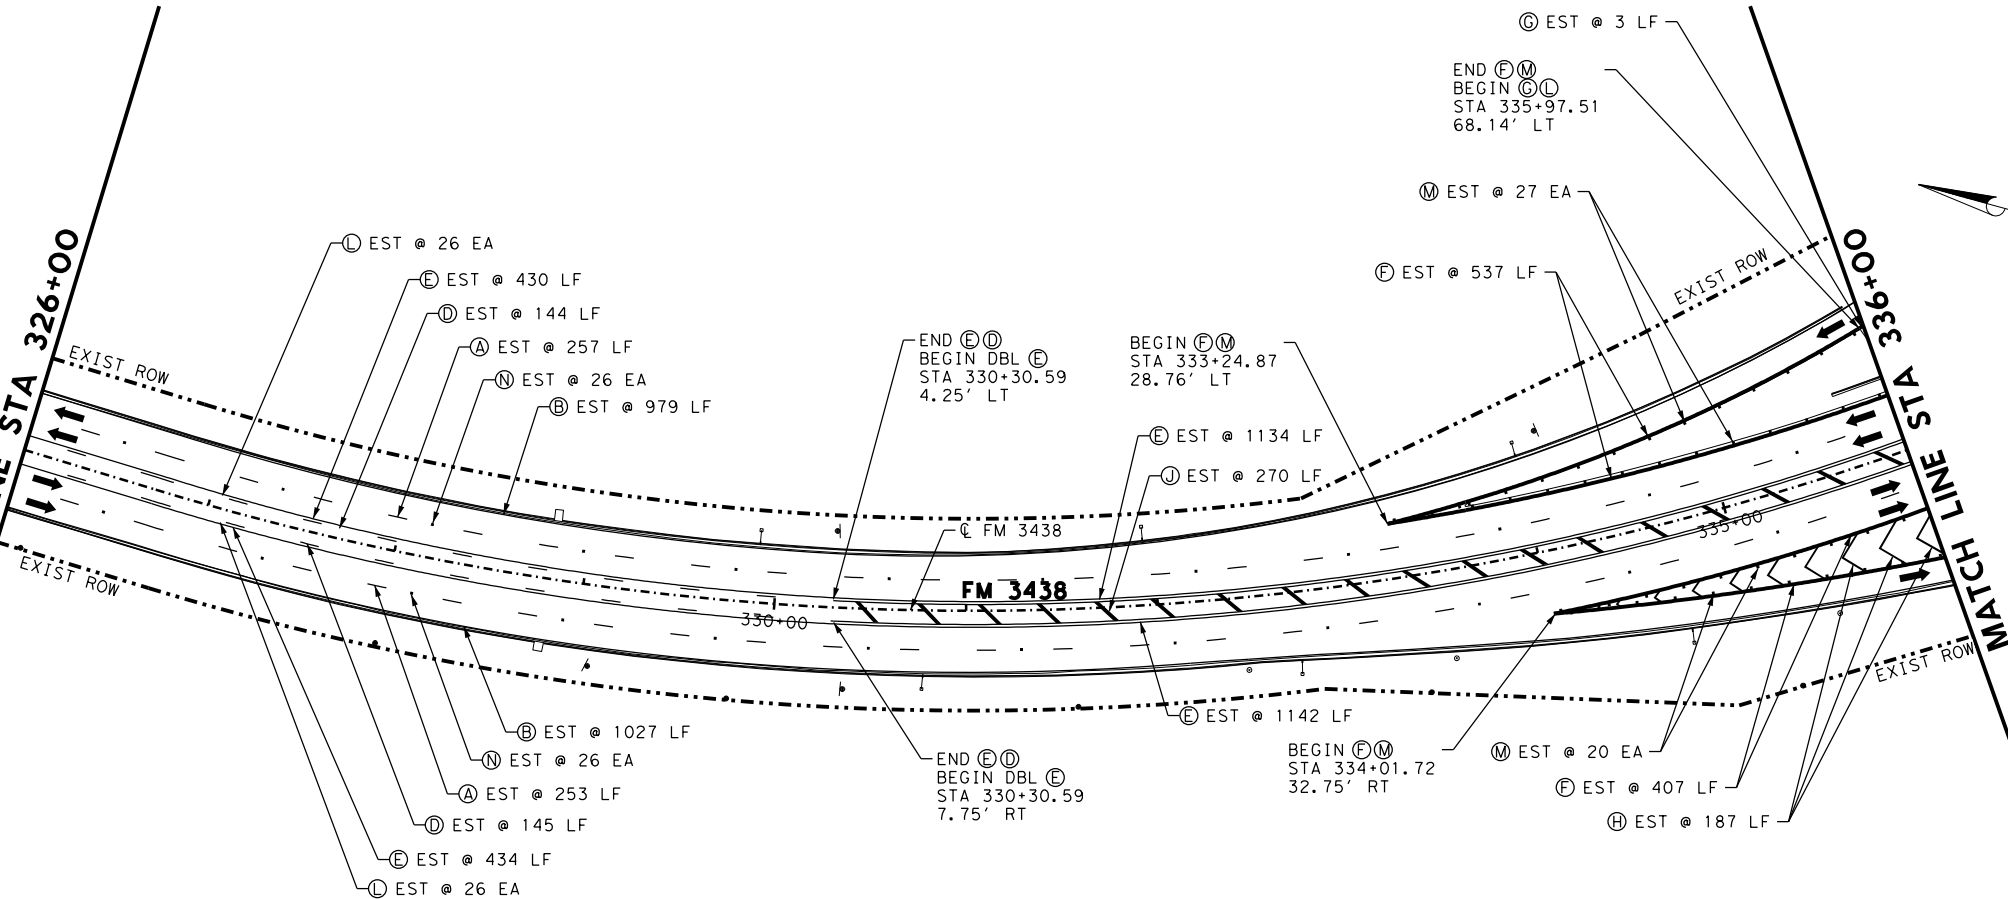 Ⓖ EST @ 3 LF
END ⒻⓂ
BEGIN ⒼⓁ
STA 335+97.51
68.14' LT
Ⓜ EST @ 27 EA
Ⓕ EST @ 537 LF
EXIST ROW
336+00
MATCH LINE STA
326+00
NE STA
EXIST ROW
Ⓛ EST @ 26 EA
Ⓔ EST @ 430 LF
Ⓓ EST @ 144 LF
Ⓐ EST @ 257 LF
Ⓝ EST @ 26 EA
Ⓑ EST @ 979 LF
END ⒺⒹ
BEGIN DBL Ⓔ
STA 330+30.59
4.25' LT
BEGIN ⒻⓂ
STA 333+24.87
28.76' LT
Ⓔ EST @ 1134 LF
Ⓙ EST @ 270 LF
℄ FM 3438
FM 3438
330+00
335+00
EXIST ROW
EXIST ROW
Ⓑ EST @ 1027 LF
Ⓝ EST @ 26 EA
Ⓐ EST @ 253 LF
Ⓓ EST @ 145 LF
Ⓔ EST @ 434 LF
Ⓛ EST @ 26 EA
END ⒺⒹ
BEGIN DBL Ⓔ
STA 330+30.59
7.75' RT
Ⓔ EST @ 1142 LF
BEGIN ⒻⓂ
STA 334+01.72
32.75' RT
Ⓜ EST @ 20 EA
Ⓕ EST @ 407 LF
Ⓗ EST @ 187 LF